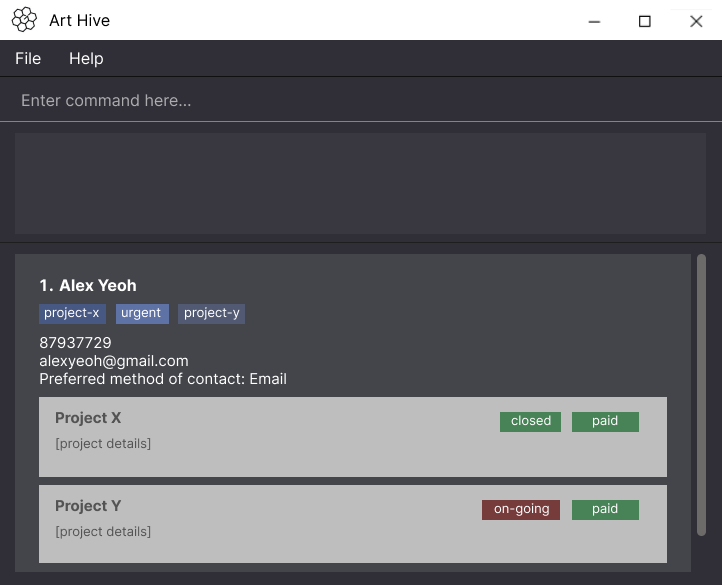 Art Hive
File Help
Enter command here...
1. Alex Yeoh
project-x urgent project-y
87937729
alexyeoh@gmail.com
Preferred method of contact: Email
Project X closed paid
[project details]
Project Y on-going paid
[project details]